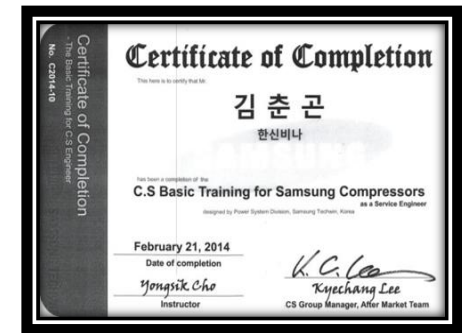 Certificate of Completion
- The Basic Training for C.S Engineer
No. C2014-10
Certificate of Completion
This here is to certify that Mr.
김 춘 곤
한신비나
SAMSUNG
has been a completion of the
C.S Basic Training for Samsung Compressors
as a Service Engineer
designed by Power System Division, Samsung Techwin, Korea
February 21, 2014
Date of completion
Yongsik Cho
Instructor
K. C. Lee
Kyechang Lee
CS Group Manager, After Market Team